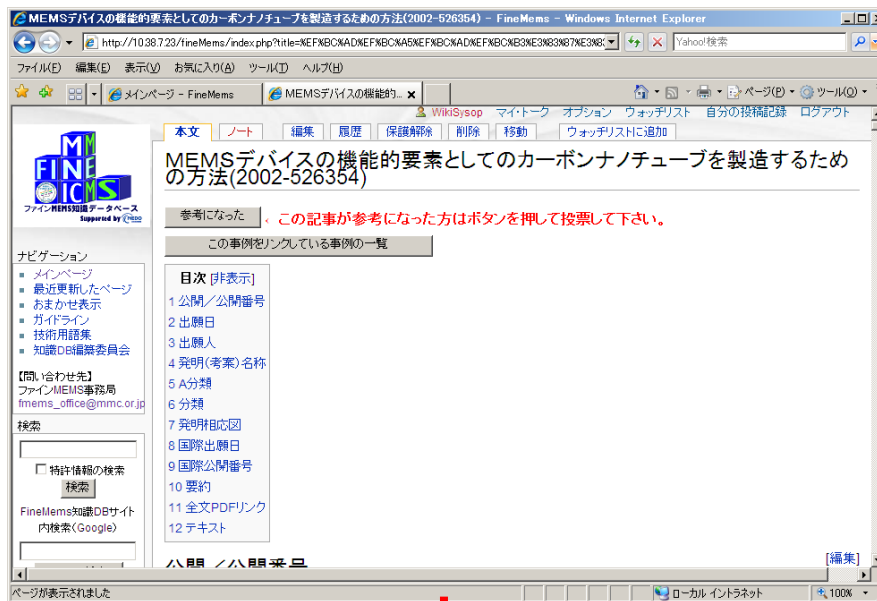 MEMSデバイスの機能的要素としてのカーボンナノチューブを製造するための方法(2002-526354) - FineMems - Windows Internet Explorer
http://10.38.7.23/fineMems/index.php?title=%EF%BC%AD%EF%BC%A5%EF%BC%AD%EF%BC%B3%E3%83%87%E3%8
Yahoo!検索
ファイル(F) 編集(E) 表示(V) お気に入り(A) ツール(T) ヘルプ(H)
メインページ - FineMems
MEMSデバイスの機能的...
ページ(P)
ツール(O)
WikiSysop マイ・トーク オプション ウォッチリスト 自分の投稿記録 ログアウト
本文 ノート 編集 履歴 保護解除 削除 移動 ウォッチリストに追加
MEMS
FINE
ファインMEMS知識データベース
Supported by NEDO
MEMSデバイスの機能的要素としてのカーボンナノチューブを製造するため
の方法(2002-526354)
参考になった
この記事が参考になった方はボタンを押して投票して下さい。
この事例をリンクしている事例の一覧
ナビゲーション
メインページ
最近更新したページ
おまかせ表示
ガイドライン
技術用語集
知識DB編纂委員会
【問い合わせ先】
ファインMEMS事務局
fmems_office@mmc.or.jp
検索
特許情報の検索
検索
FineMems知識DBサイト
内検索(Google)
目次 [非表示]
1 公開／公開番号
2 出願日
3 出願人
4 発明(考案)名称
5 A分類
6 分類
7 発明相応図
8 国際出願日
9 国際公開番号
10 要約
11 全文PDFリンク
12 テキスト
公開／公開番号
[編集]
ページが表示されました
ローカル イントラネット
100%